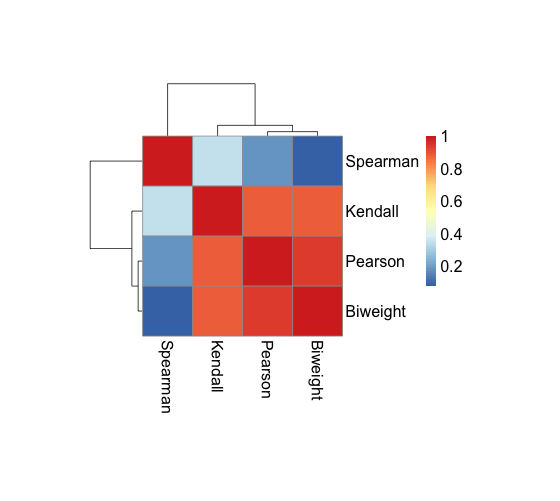 Spearman
Kendall
Pearson
Biweight
1
0.8
0.6
0.4
0.2
Spearman
Kendall
Pearson
Biweight